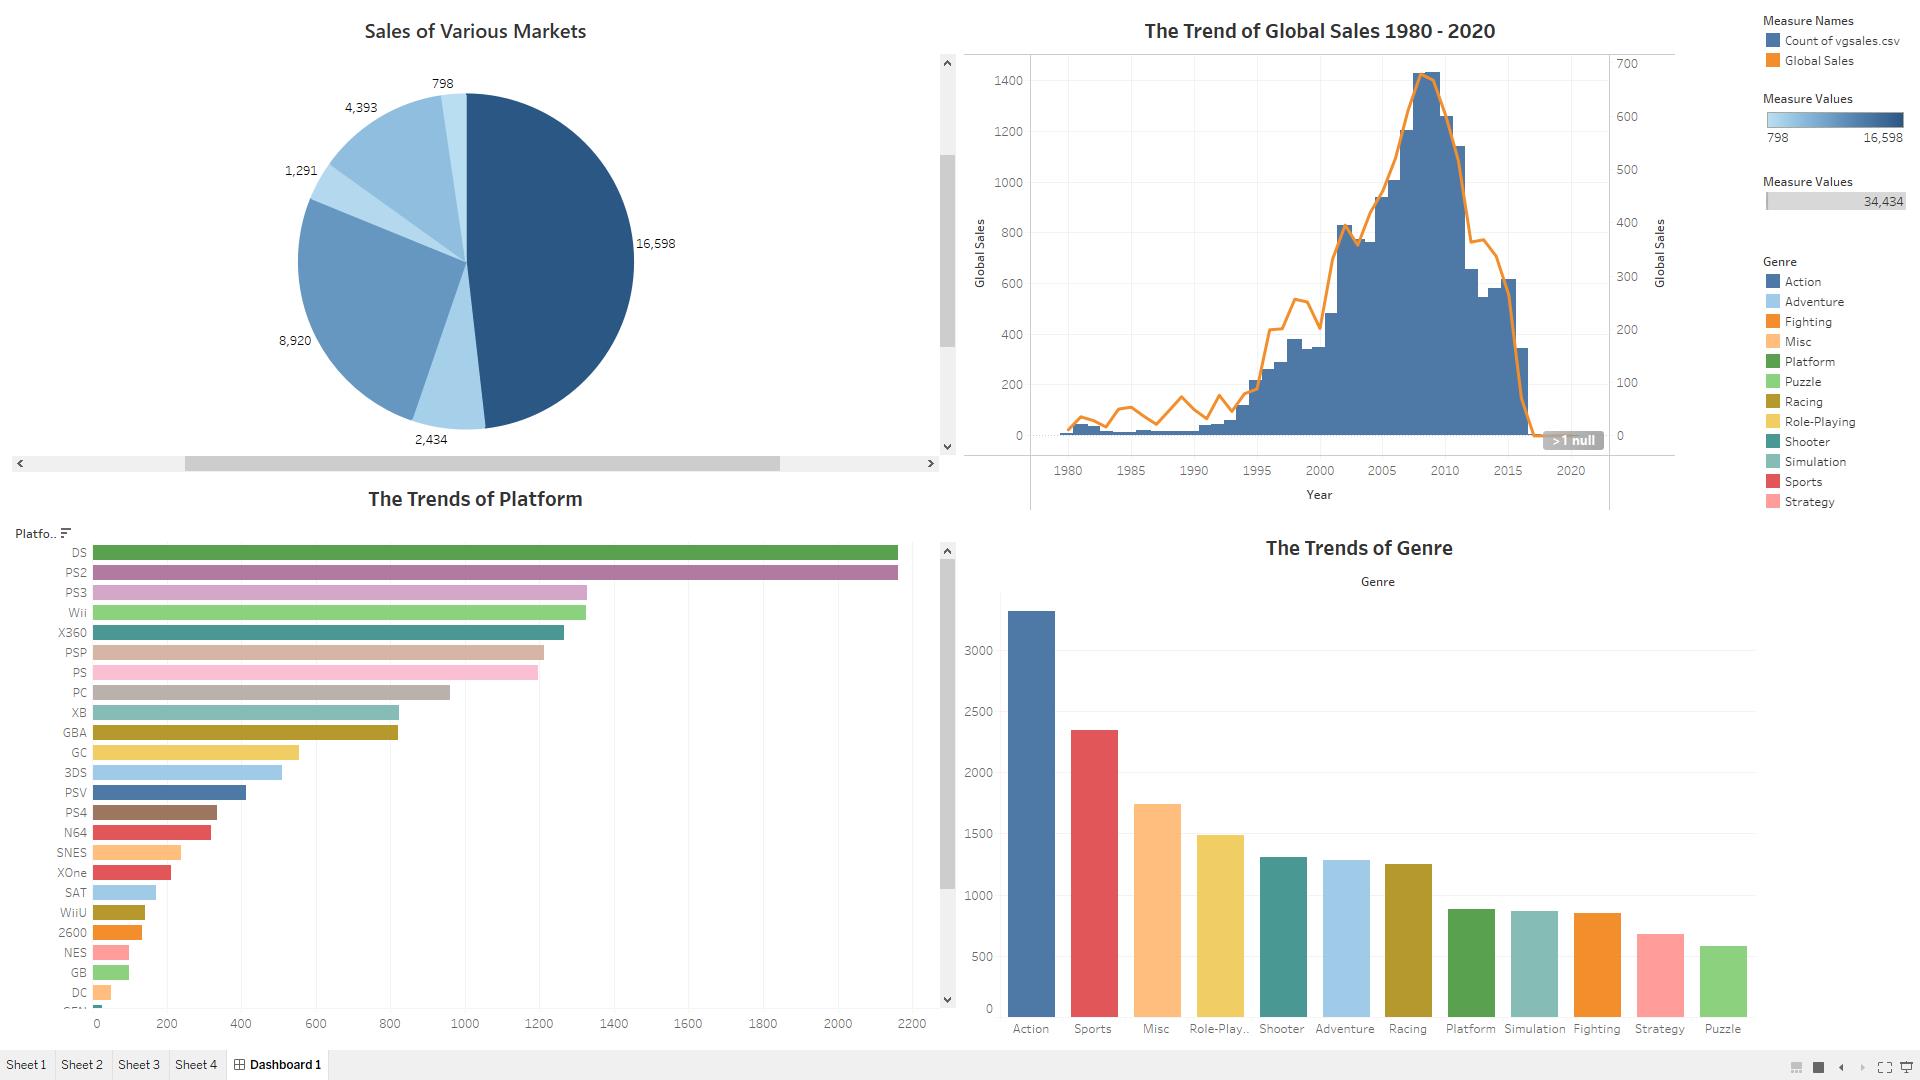 Sales of Various Markets
798
4,393
1,291
16,598
8,920
2,434
The Trend of Global Sales 1980 - 2020
1400
1200
1000
800
600
400
200
0
Global Sales
700
600
500
400
300
200
100
0
Global Sales
>1 null
1980 1985 1990 1995 2000 2005 2010 2015 2020
Year
Measure Names
Count of vgsales.csv
Global Sales
Measure Values
798 16,598
Measure Values
34,434
Genre
Action
Adventure
Fighting
Misc
Platform
Puzzle
Racing
Role-Playing
Shooter
Simulation
Sports
Strategy
The Trends of Platform
Platfo..
DS
PS2
PS3
Wii
X360
PSP
PS
PC
XB
GBA
GC
3DS
PSV
PS4
N64
SNES
XOne
SAT
WiiU
2600
NES
GB
DC
0 200 400 600 800 1000 1200 1400 1600 1800 2000 2200
The Trends of Genre
Genre
3000
2500
2000
1500
1000
500
0
Action Sports Misc Role-Play.. Shooter Adventure Racing Platform Simulation Fighting Strategy Puzzle
Sheet 1 Sheet 2 Sheet 3 Sheet 4 Dashboard 1